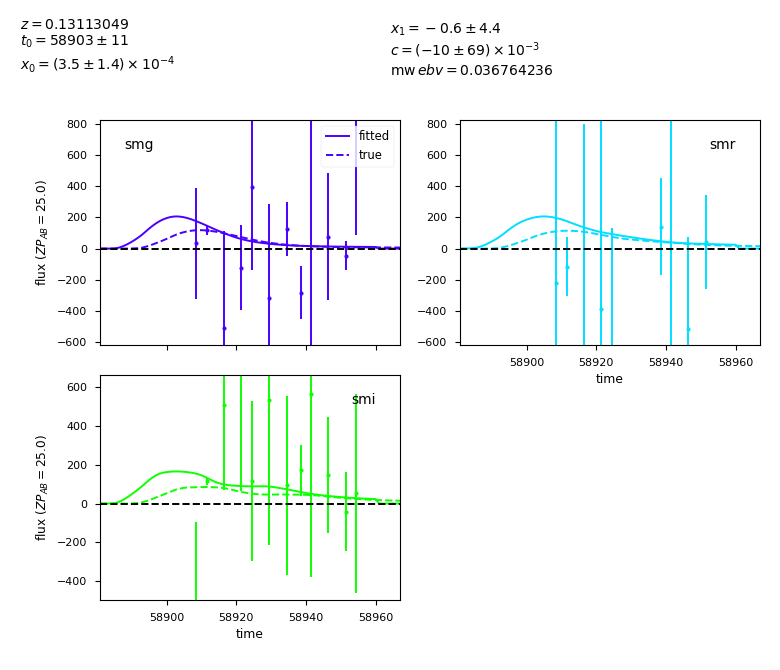 z = 0.13113049
t₀ = 58903 ± 11
x₀ = (3.5 ± 1.4) × 10⁻⁴
x₁ = −0.6 ± 4.4
c = (−10 ± 69) × 10⁻³
mw ebv = 0.036764236
smg
fitted
true
800
600
400
200
0
−200
−400
−600
flux (ZP_AB = 25.0)
smr
800
600
400
200
0
−200
−400
−600
58900 58920 58940 58960
time
smi
600
400
200
0
−200
−400
flux (ZP_AB = 25.0)
58900 58920 58940 58960
time